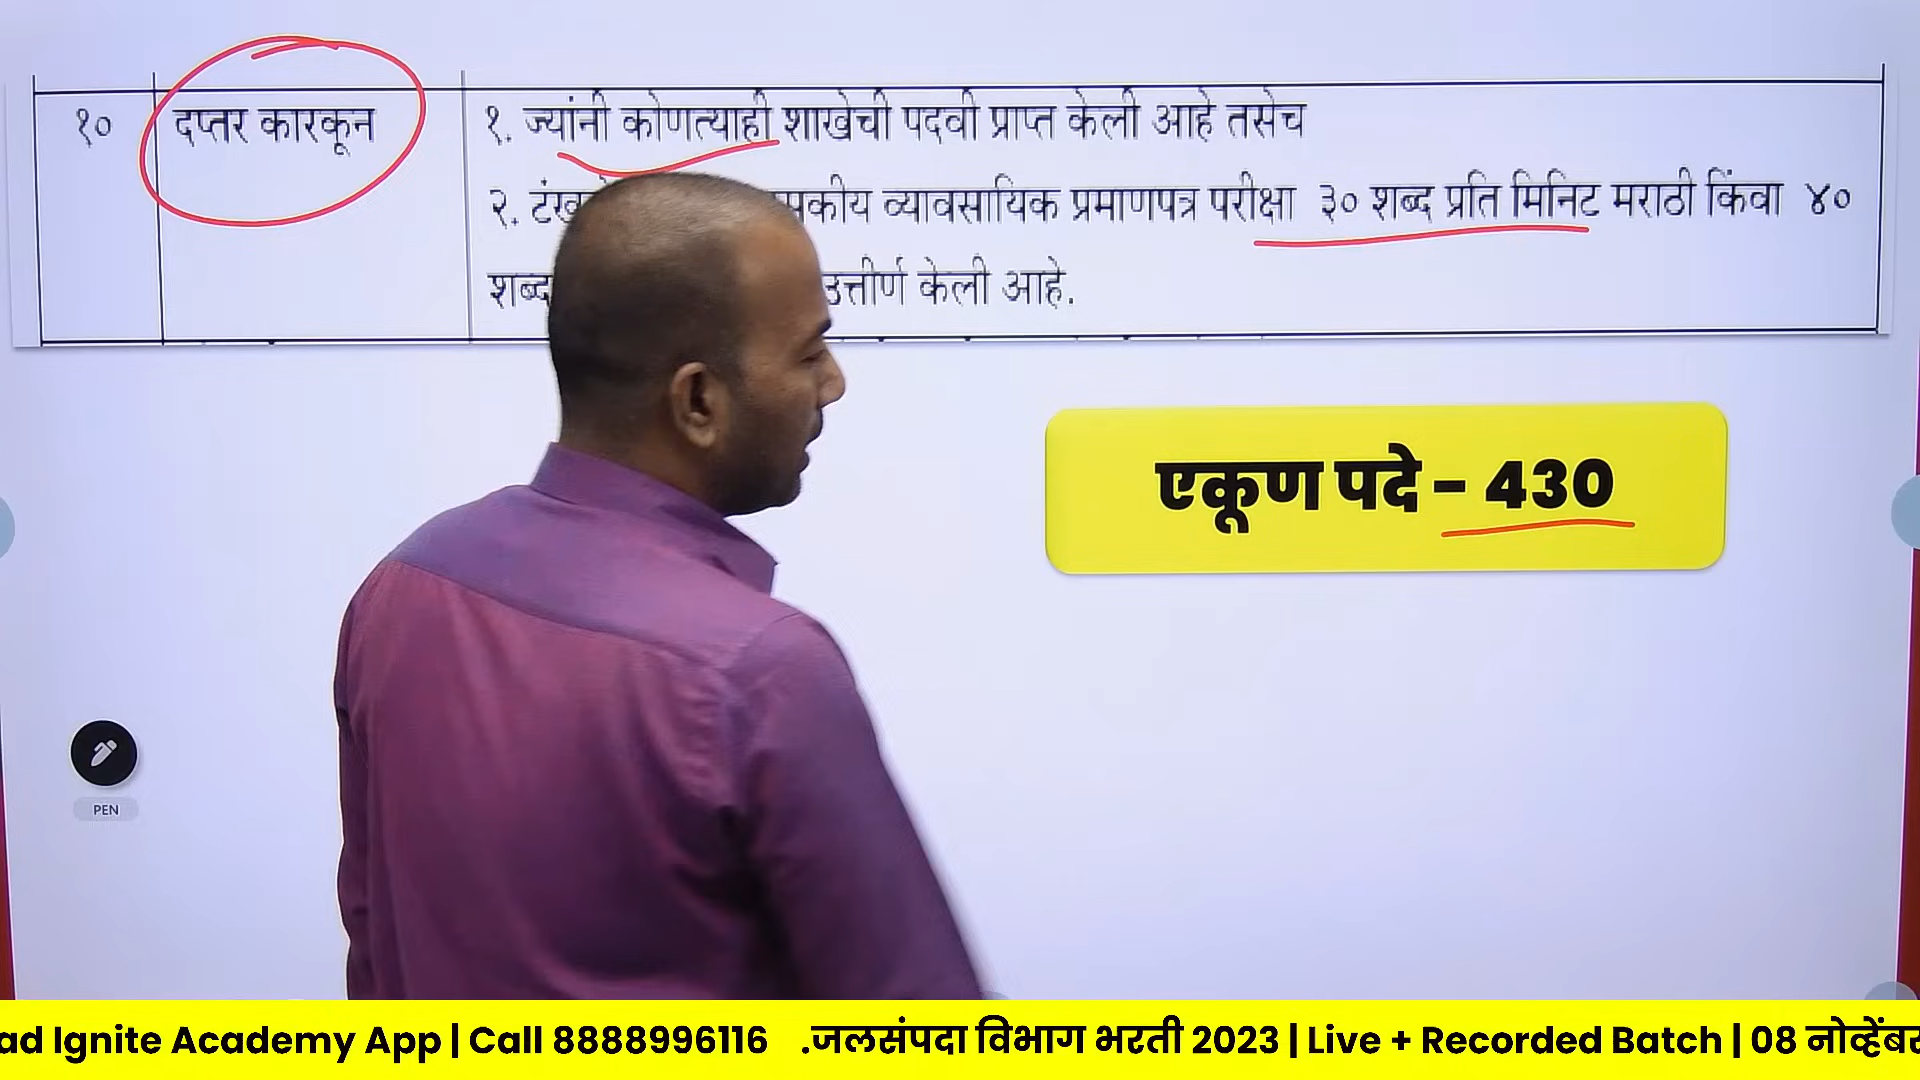 १० दप्तर कारकून १. ज्यांनी कोणत्याही शाखेची पदवी प्राप्त केली आहे तसेच
२. व्यावसायिक प्रमाणपत्र परीक्षा ३० शब्द प्रति मिनिट मराठी किंवा ४०
शब्द उत्तीर्ण केली आहे.
एकूण पदे - 430
PEN
Ignite Academy App | Call 8888996116 .जलसंपदा विभाग भरती 2023 | Live + Recorded Batch | 08